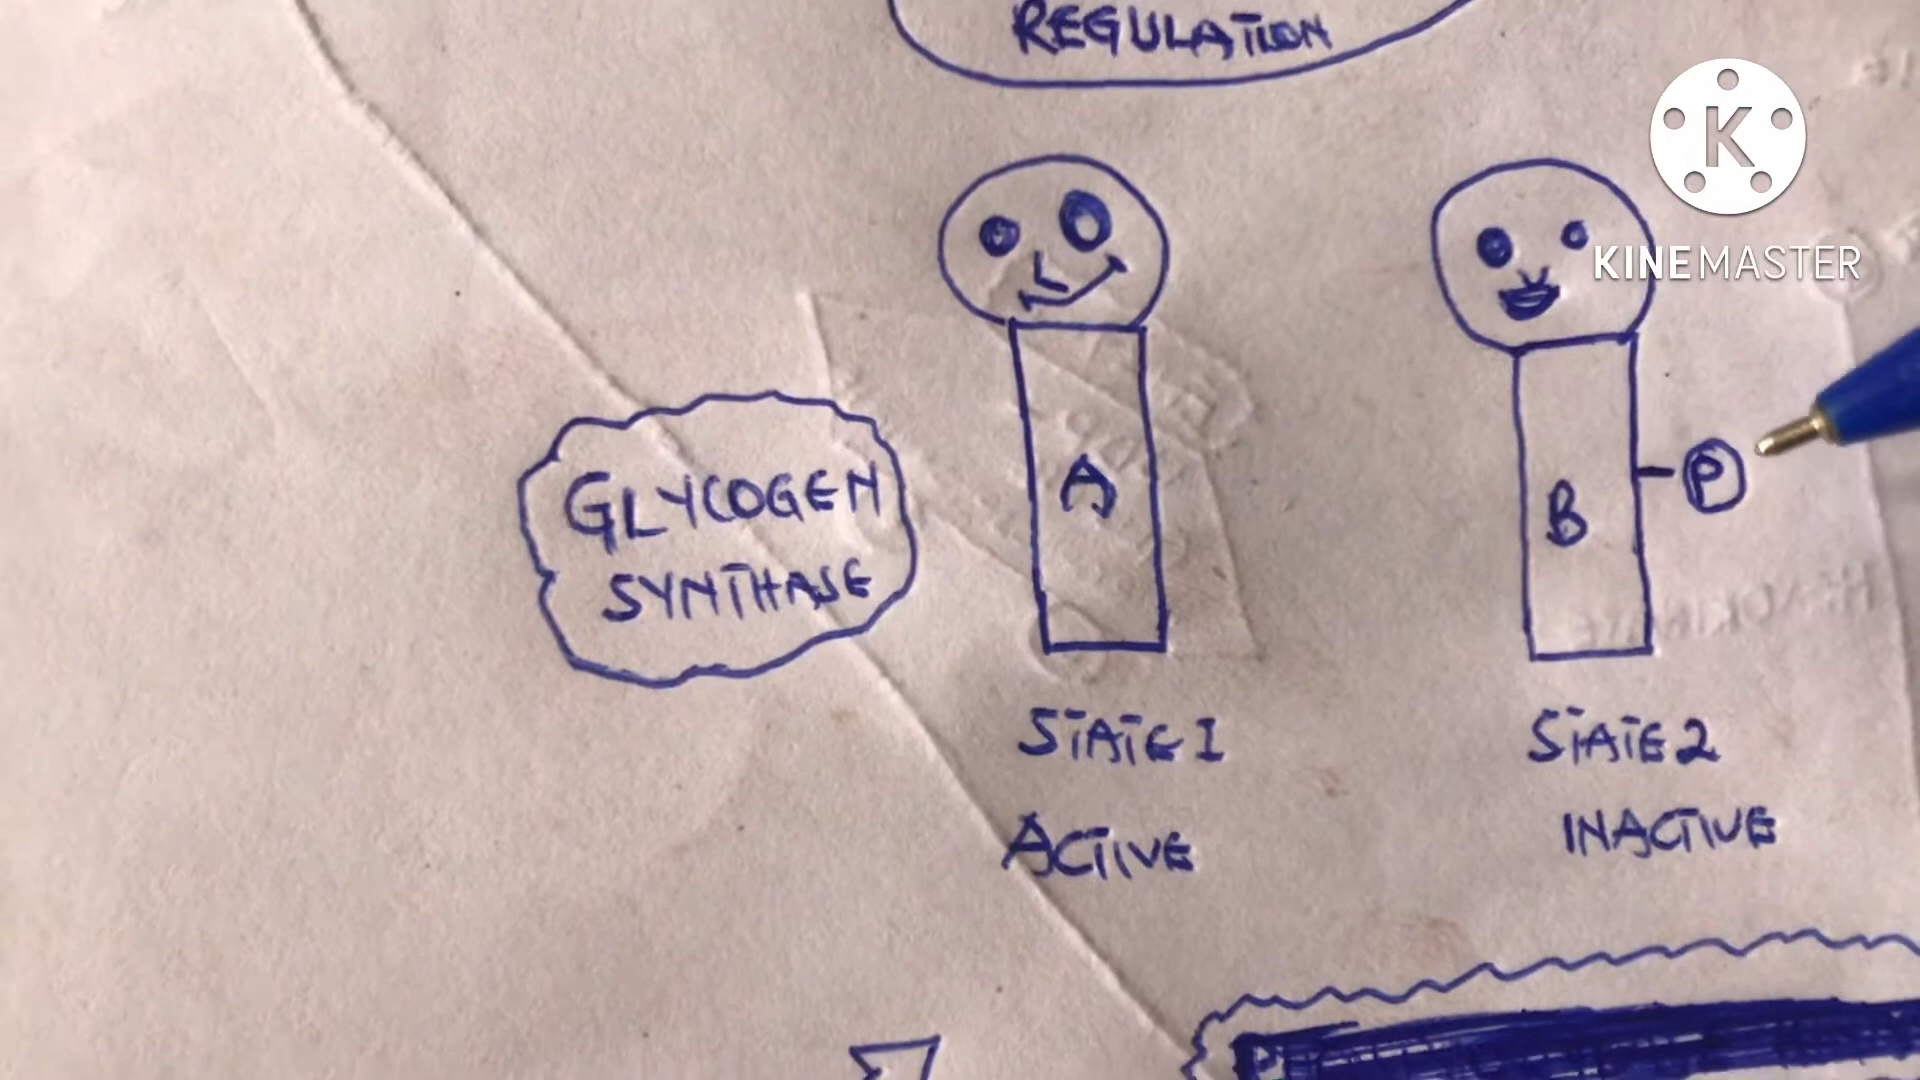 REGULATION
K
KINEMASTER
GLYCOGEN
SYNTHASE
A
B
P
STATE 1
STATE 2
ACTIVE
INACTIVE